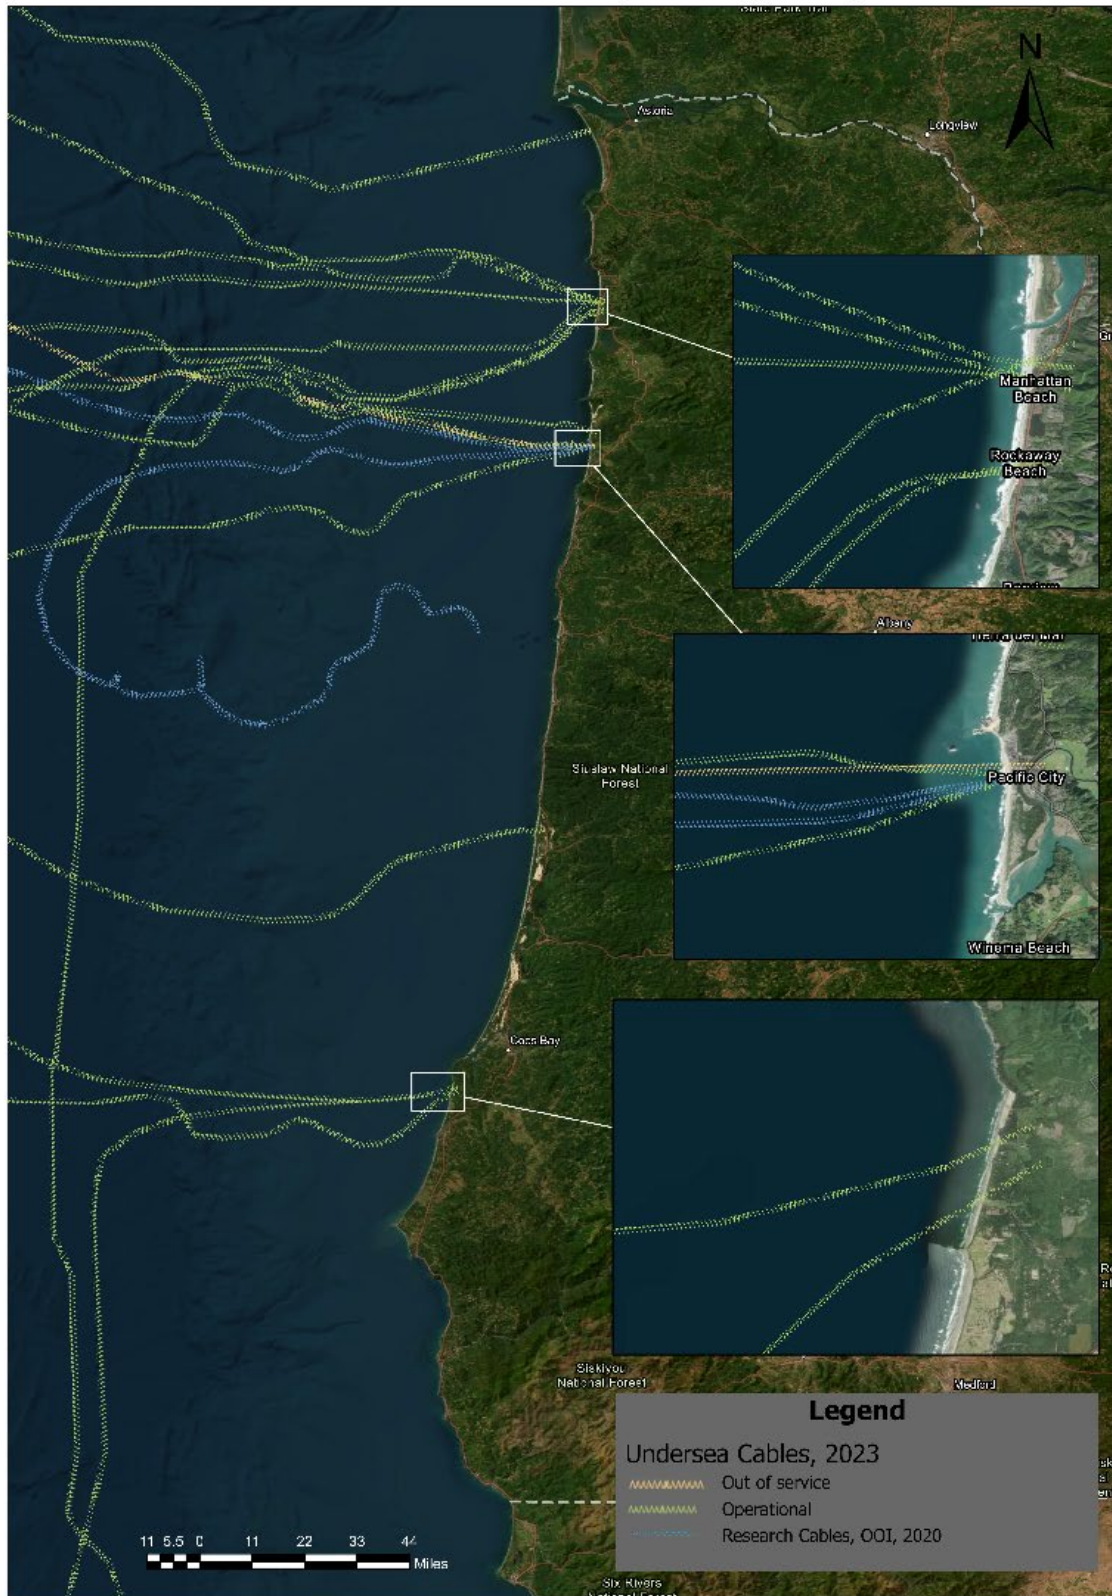 N
Astoria
Longview
Manhattan
Beach
Rockaway
Beach
Albany
Pacific City
Winema Beach
Siuslaw National
Forest
Coos Bay
Siskiyou
National Forest
Medford
Legend
Undersea Cables, 2023
Out of service
Operational
Research Cables, OOI, 2020
11 5.5 0 11 22 33 44
Miles
Six Rivers
National Forest